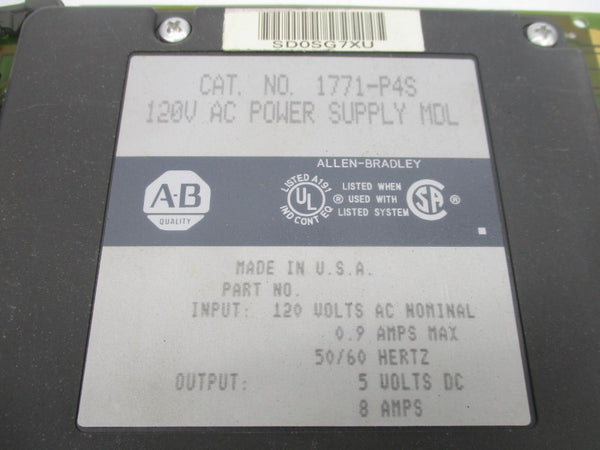 SD0SG7XU
CAT. NO. 1771-P4S
120V AC POWER SUPPLY MDL
ALLEN-BRADLEY
A-B
QUALITY
LISTED A191
UL
IND CONT EQ
®
LISTED WHEN
USED WITH
LISTED SYSTEM
SA
®
MADE IN U.S.A.
PART NO.
INPUT: 120 VOLTS AC NOMINAL
0.9 AMPS MAX
50/60 HERTZ
OUTPUT: 5 VOLTS DC
8 AMPS